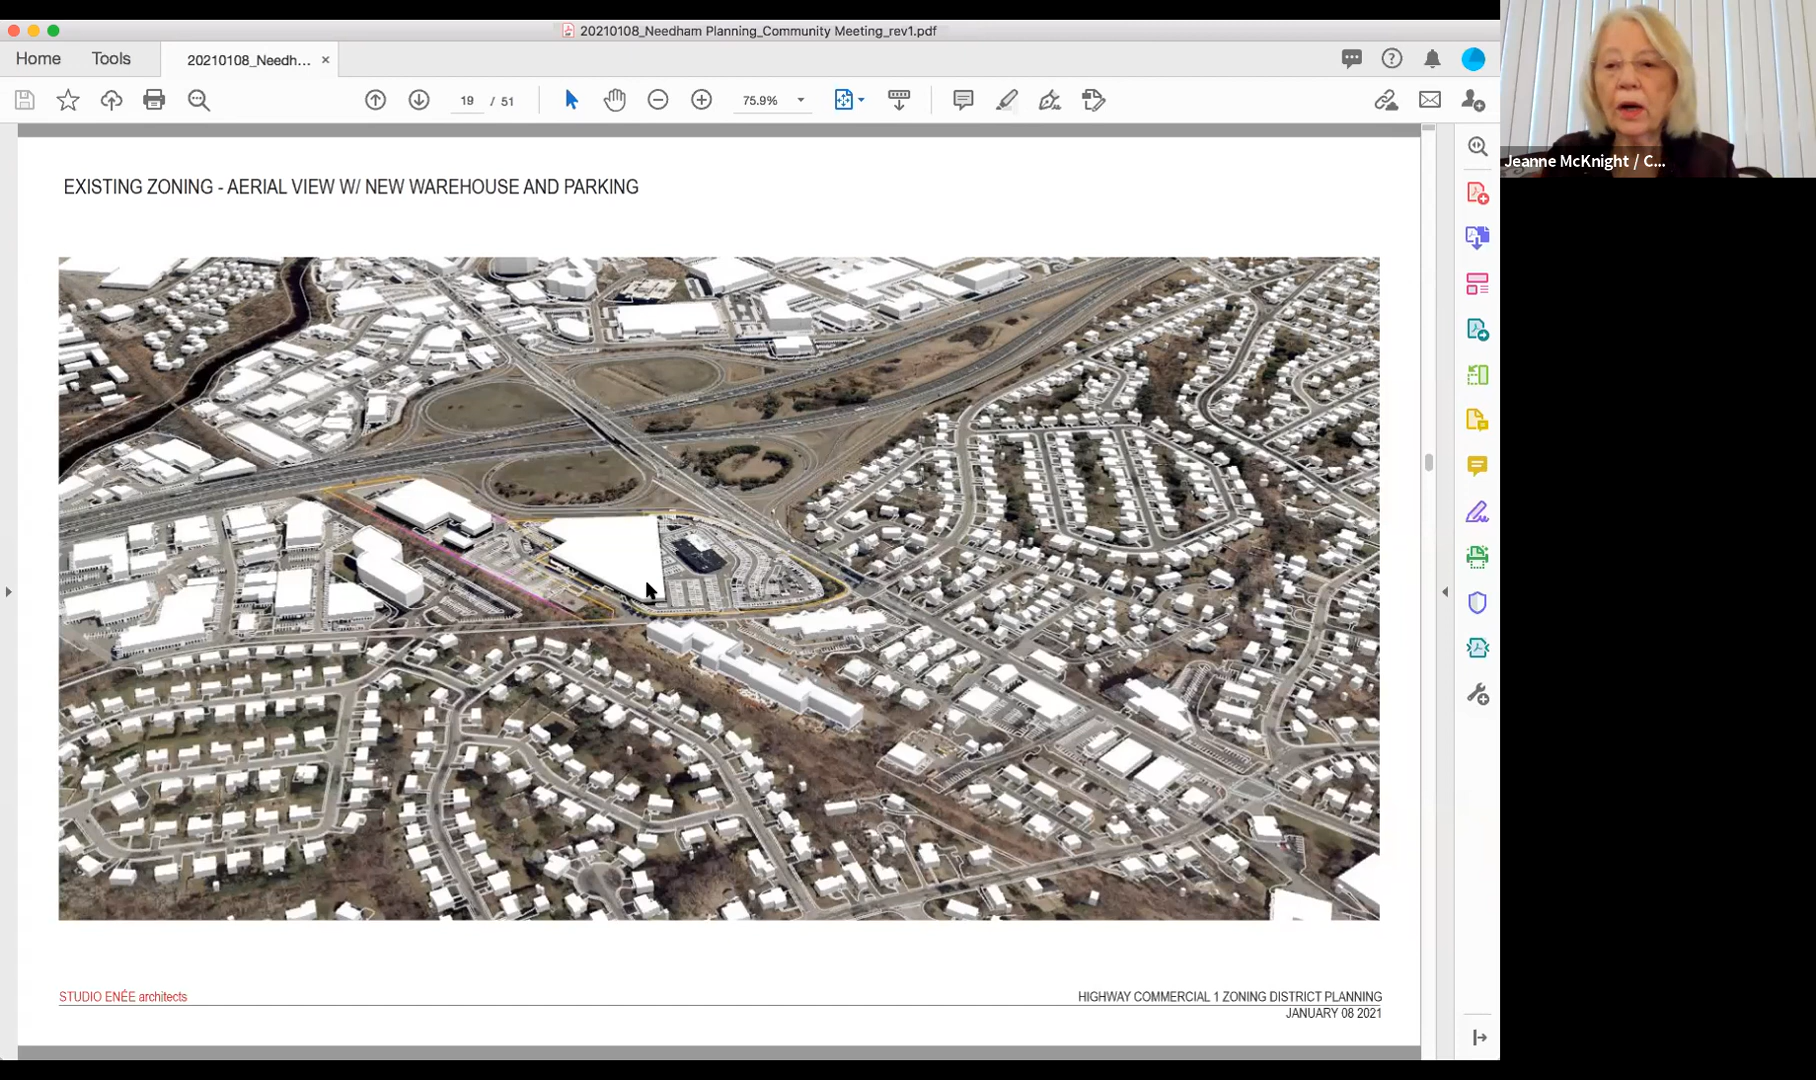 20210108_Needham Planning_Community Meeting_rev1.pdf
Home
Tools
20210108_Needh...
19 / 51
75.9%
Jeanne McKnight / C...
EXISTING ZONING - AERIAL VIEW W/ NEW WAREHOUSE AND PARKING
STUDIO ENÉE architects
HIGHWAY COMMERCIAL 1 ZONING DISTRICT PLANNING
JANUARY 08 2021